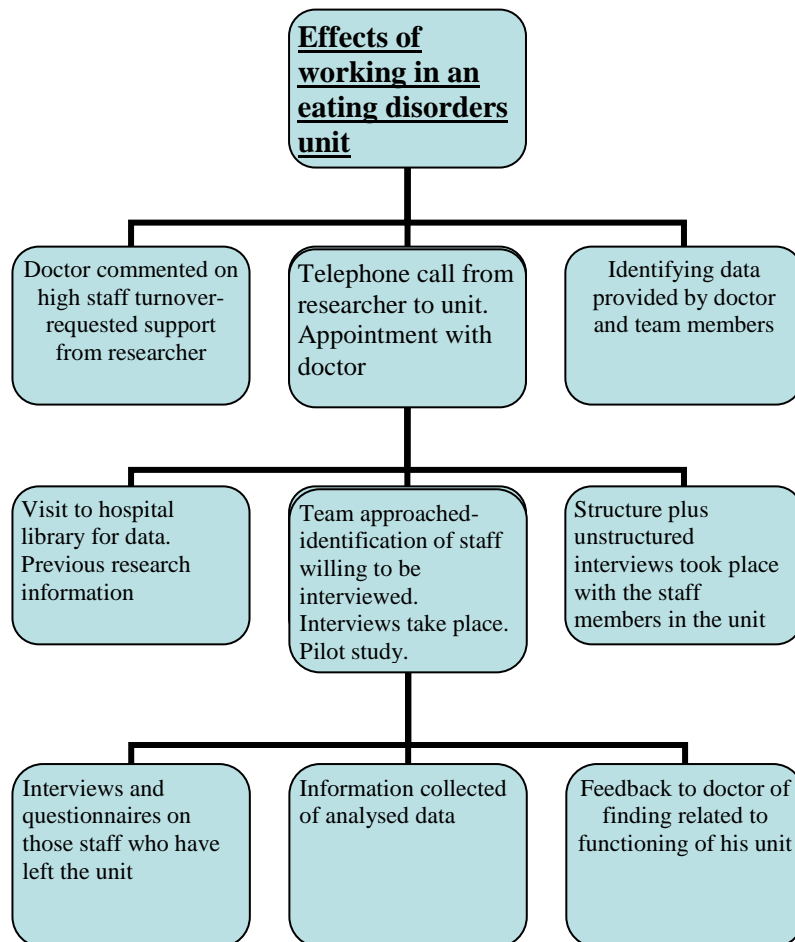 Effects of
working in an
eating disorders
unit
Doctor commented on
high staff turnover-
requested support
from researcher
Telephone call from
researcher to unit.
Appointment with
doctor
Identifying data
provided by doctor
and team members
Visit to hospital
library for data.
Previous research
information
Team approached-
identification of staff
willing to be
interviewed.
Interviews take place.
Pilot study.
Structure plus
unstructured
interviews took place
with the staff
members in the unit
Interviews and
questionnaires on
those staff who have
left the unit
Information collected
of analysed data
Feedback to doctor of
finding related to
functioning of his unit